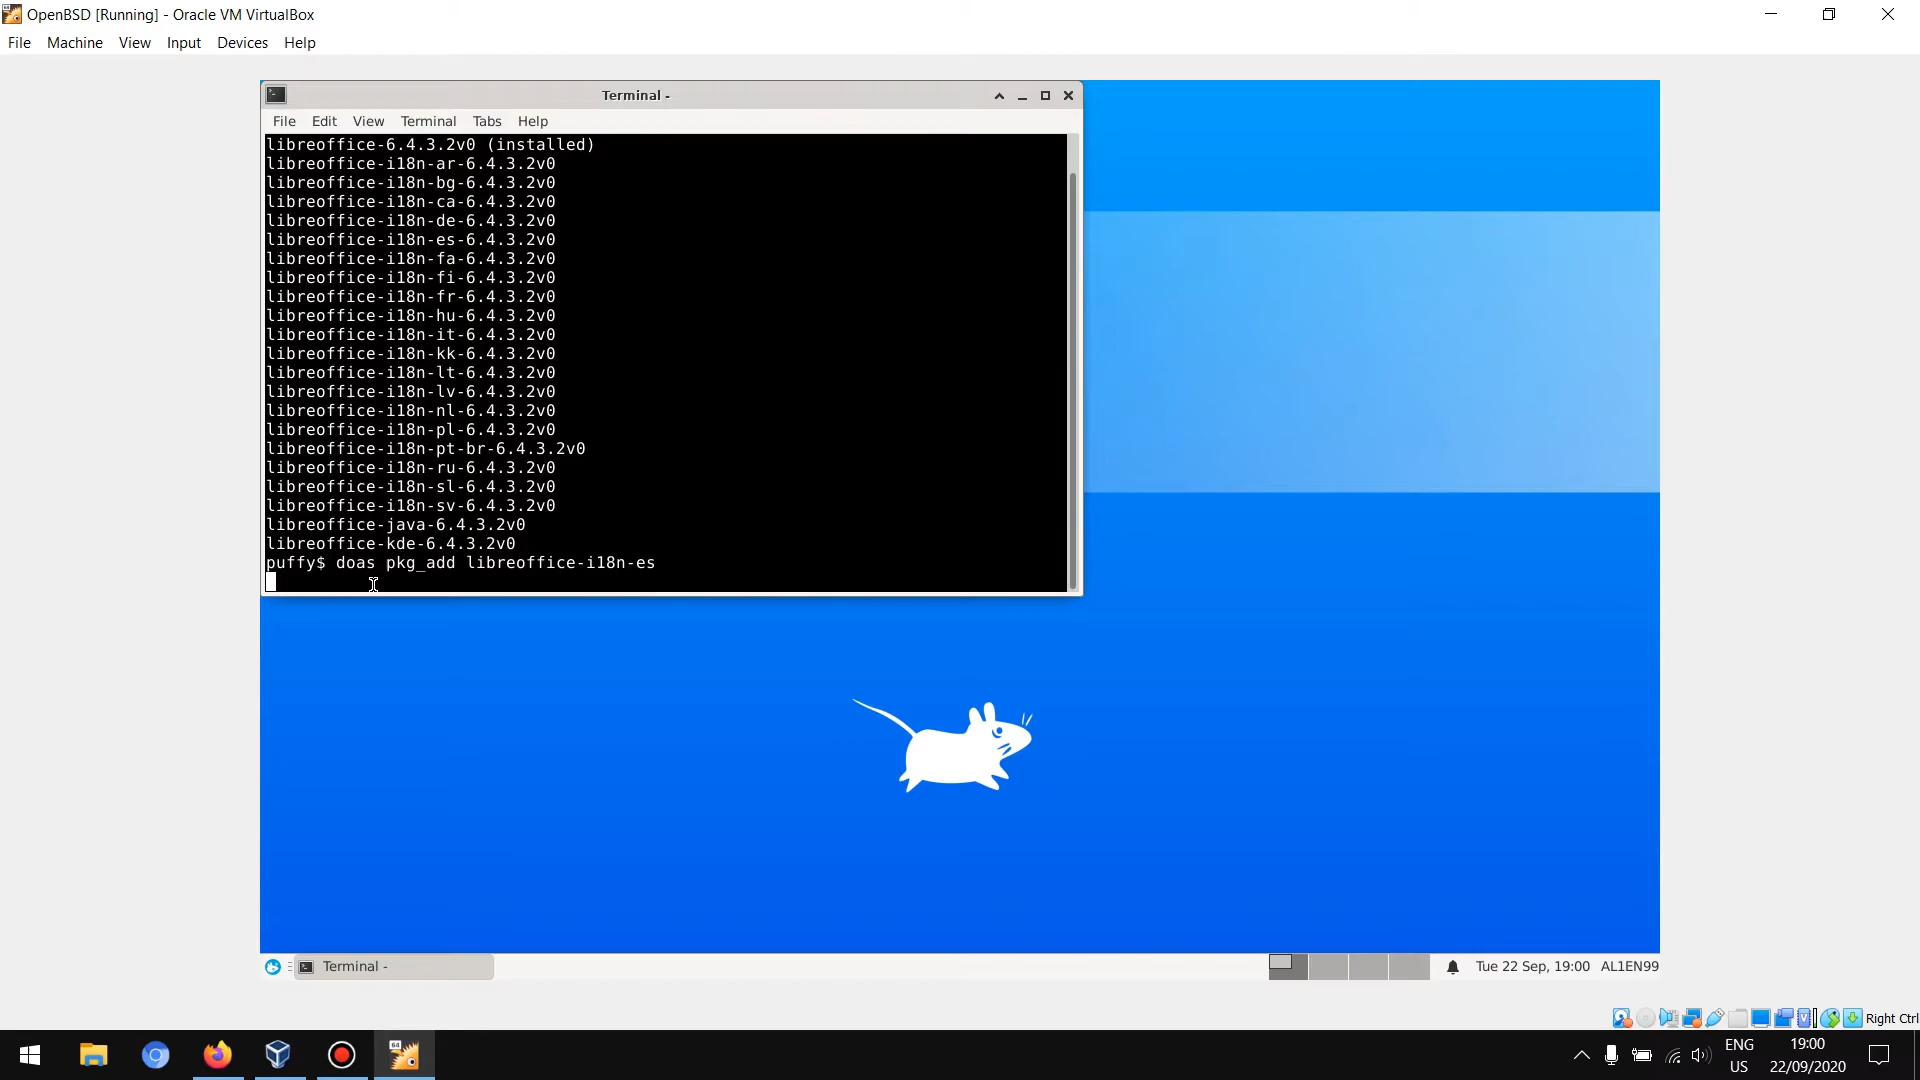 OpenBSD [Running] - Oracle VM VirtualBox
File Machine View Input Devices Help
Terminal -
File Edit View Terminal Tabs Help
libreoffice-6.4.3.2v0 (installed)
libreoffice-i18n-ar-6.4.3.2v0
libreoffice-i18n-bg-6.4.3.2v0
libreoffice-i18n-ca-6.4.3.2v0
libreoffice-i18n-de-6.4.3.2v0
libreoffice-i18n-es-6.4.3.2v0
libreoffice-i18n-fa-6.4.3.2v0
libreoffice-i18n-fi-6.4.3.2v0
libreoffice-i18n-fr-6.4.3.2v0
libreoffice-i18n-hu-6.4.3.2v0
libreoffice-i18n-it-6.4.3.2v0
libreoffice-i18n-kk-6.4.3.2v0
libreoffice-i18n-lt-6.4.3.2v0
libreoffice-i18n-lv-6.4.3.2v0
libreoffice-i18n-nl-6.4.3.2v0
libreoffice-i18n-pl-6.4.3.2v0
libreoffice-i18n-pt-br-6.4.3.2v0
libreoffice-i18n-ru-6.4.3.2v0
libreoffice-i18n-sl-6.4.3.2v0
libreoffice-i18n-sv-6.4.3.2v0
libreoffice-java-6.4.3.2v0
libreoffice-kde-6.4.3.2v0
puffy$ doas pkg_add libreoffice-i18n-es
Terminal -
Tue 22 Sep, 19:00 AL1EN99
Right Ctrl
64
ENG
US
19:00
22/09/2020